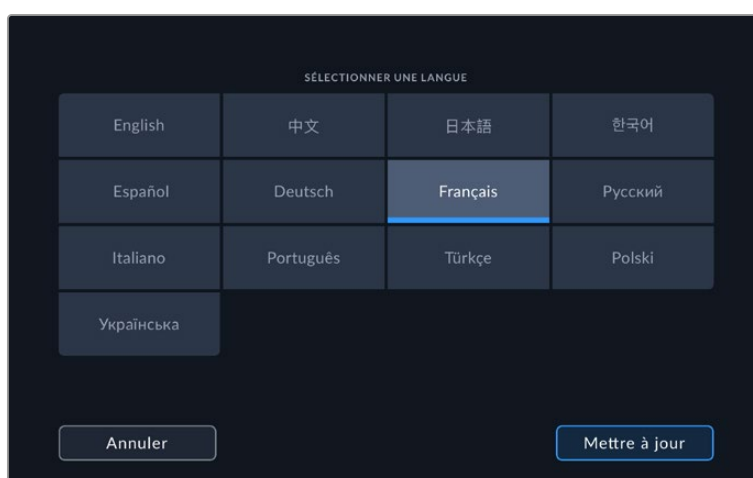 SÉLECTIONNER UNE LANGUE
English 中文 日本語 한국어
Español Deutsch Français Русский
Italiano Português Türkçe Polski
Українська
Annuler Mettre à jour